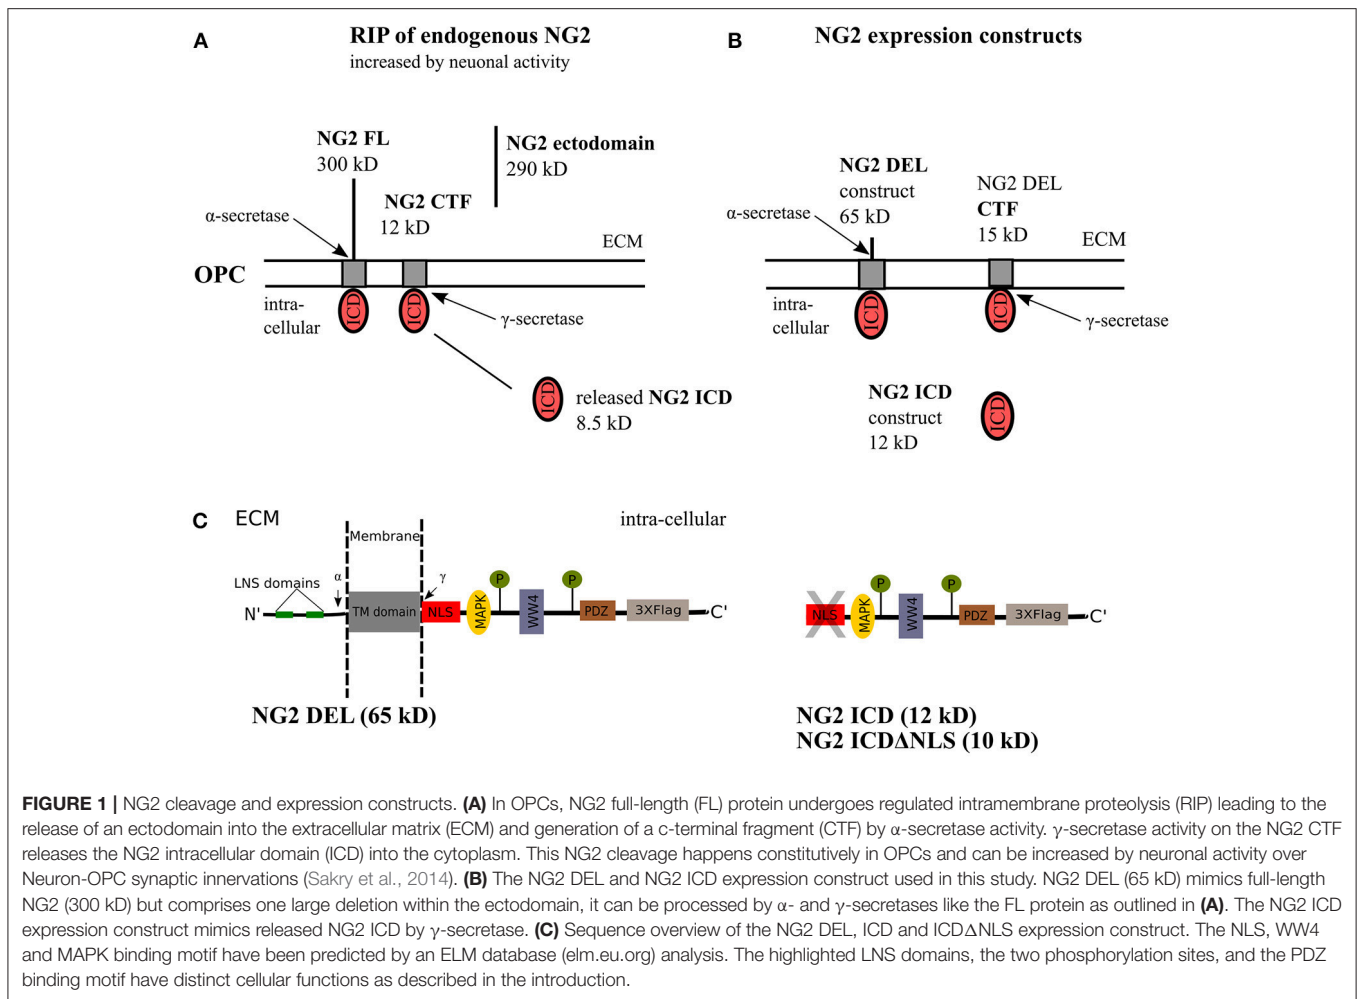 A
RIP of endogenous NG2
increased by neuonal activity
NG2 FL
300 kD
NG2 ectodomain
290 kD
NG2 CTF
12 kD
α-secretase
ECM
OPC
intra-
cellular
ICD
ICD
γ-secretase
ICD
released NG2 ICD
8.5 kD
B
NG2 expression constructs
NG2 DEL
construct
65 kD
NG2 DEL
CTF
15 kD
α-secretase
ECM
intra-
cellular
ICD
ICD
γ-secretase
NG2 ICD
construct
12 kD
ICD
C
ECM
Membrane
intra-cellular
LNS domains
α
γ
N'
TM domain
NLS
MAPK
P
WW4
P
PDZ
3XFlag
C'
NG2 DEL (65 kD)
NLS
MAPK
P
WW4
P
PDZ
3XFlag
C'
NG2 ICD (12 kD)
NG2 ICDΔNLS (10 kD)
FIGURE 1 | NG2 cleavage and expression constructs. (A) In OPCs, NG2 full-length (FL) protein undergoes regulated intramembrane proteolysis (RIP) leading to the
release of an ectodomain into the extracellular matrix (ECM) and generation of a c-terminal fragment (CTF) by α-secretase activity. γ-secretase activity on the NG2 CTF
releases the NG2 intracellular domain (ICD) into the cytoplasm. This NG2 cleavage happens constitutively in OPCs and can be increased by neuronal activity over
Neuron-OPC synaptic innervations (Sakry et al., 2014). (B) The NG2 DEL and NG2 ICD expression construct used in this study. NG2 DEL (65 kD) mimics full-length
NG2 (300 kD) but comprises one large deletion within the ectodomain, it can be processed by α- and γ-secretases like the FL protein as outlined in (A). The NG2 ICD
expression construct mimics released NG2 ICD by γ-secretase. (C) Sequence overview of the NG2 DEL, ICD and ICDΔNLS expression construct. The NLS, WW4
and MAPK binding motif have been predicted by an ELM database (elm.eu.org) analysis. The highlighted LNS domains, the two phosphorylation sites, and the PDZ
binding motif have distinct cellular functions as described in the introduction.